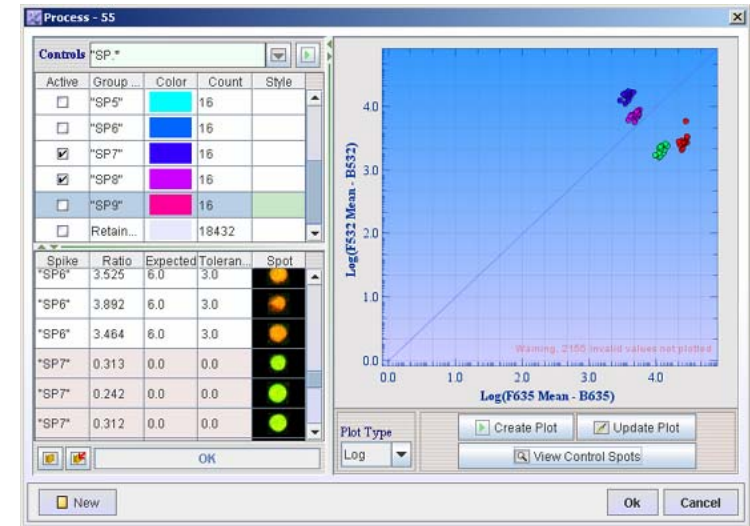 Process - 55
Controls "SP.*"
Active Group ... Color Count Style
"SP5" 16
"SP6" 16
"SP7" 16
"SP8" 16
"SP9" 16
Retain... 18432
Spike Ratio Expected Toleran... Spot
"SP6" 3.525 6.0 3.0
"SP6" 3.892 6.0 3.0
"SP6" 3.464 6.0 3.0
"SP7" 0.313 0.0 0.0
"SP7" 0.242 0.0 0.0
"SP7" 0.312 0.0 0.0
OK
New
Log(F532 Mean - B532)
4.0
3.0
2.0
1.0
0.0
Warning, 2155 invalid values not plotted
0.0 1.0 2.0 3.0 4.0
Log(F635 Mean - B635)
Plot Type
Log
Create Plot Update Plot
View Control Spots
Ok Cancel